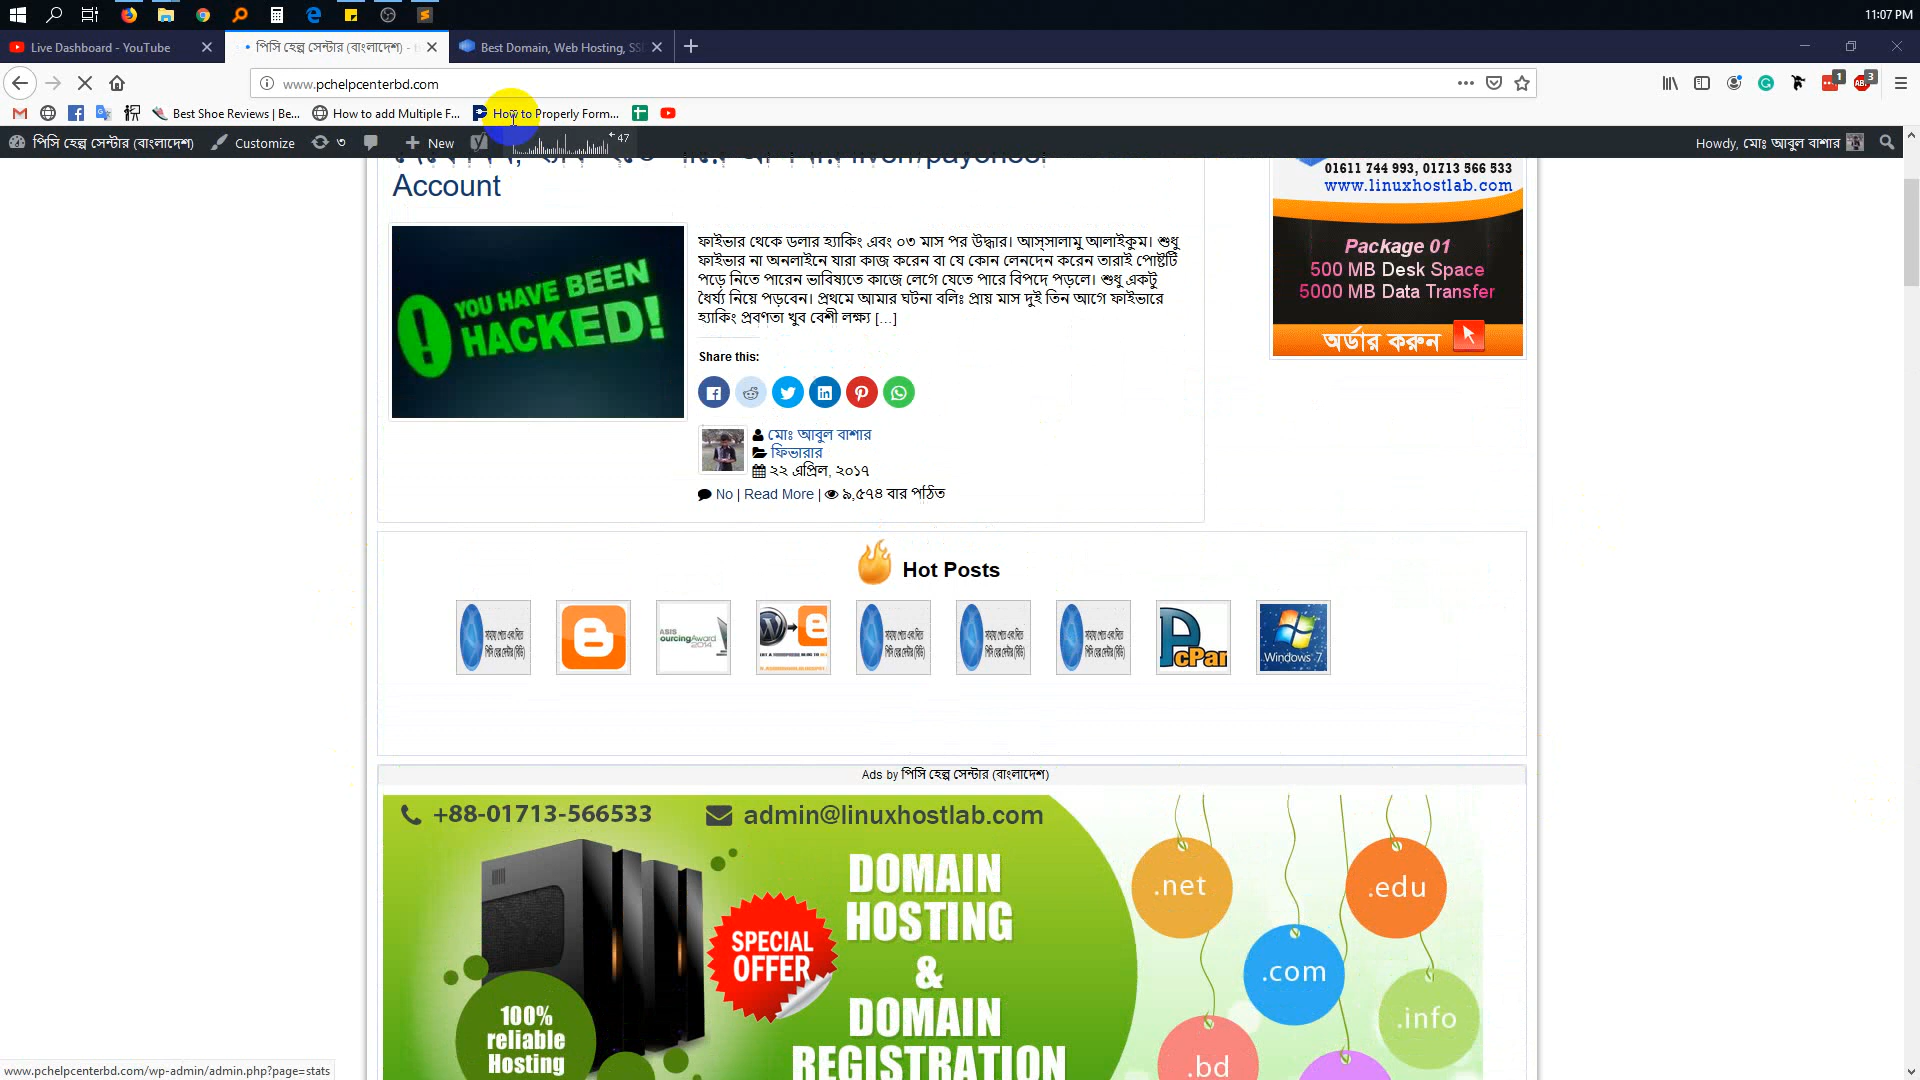 11:07 PM
Live Dashboard - YouTube
পিসি হেল্প সেন্টার (বাংলাদেশ) -
Best Domain, Web Hosting, SS
www.pchelpcenterbd.com
1
3
Best Shoe Reviews | Be...
How to add Multiple F...
How to Properly Form...
পিসি হেল্প সেন্টার (বাংলাদেশ)
Customize
৩
New
47
Howdy, মোঃ আবুল বাশার
Account
01611 744 993, 01713 566 533
www.linuxhostlab.com
Package 01
500 MB Desk Space
5000 MB Data Transfer
অর্ডার করুন
YOU HAVE BEEN
HACKED!
ফাইভার থেকে ডলার হ্যাকিং এবং ০৩ মাস পর উদ্ধার। আস্সালামু আলাইকুম। শুধু
ফাইভার না অনলাইনে যারা কাজ করেন বা যে কোন লেনদেন করেন তারাই পোষ্টটি
পড়ে নিতে পারেন ভাবিষ্যতে কাজে লেগে যেতে পারে বিপদে পড়লে। শুধু একটু
ধৈর্য্য নিয়ে পড়বেন। প্রথমে আমার ঘটনা বলিঃ প্রায় মাস দুই তিন আগে ফাইভারে
হ্যাকিং প্রবণতা খুব বেশী লক্ষ্য [...]
Share this:
মোঃ আবুল বাশার
ফিভারার
২২ এপ্রিল, ২০১৭
No | Read More | ৯,৫৭৪ বার পঠিত
Hot Posts
Windows 7
Ads by পিসি হেল্প সেন্টার (বাংলাদেশ)
+88-01713-566533
admin@linuxhostlab.com
DOMAIN
HOSTING
&
DOMAIN
REGISTRATION
SPECIAL
OFFER
100%
reliable
Hosting
.net
.edu
.com
.info
.bd
www.pchelpcenterbd.com/wp-admin/admin.php?page=stats